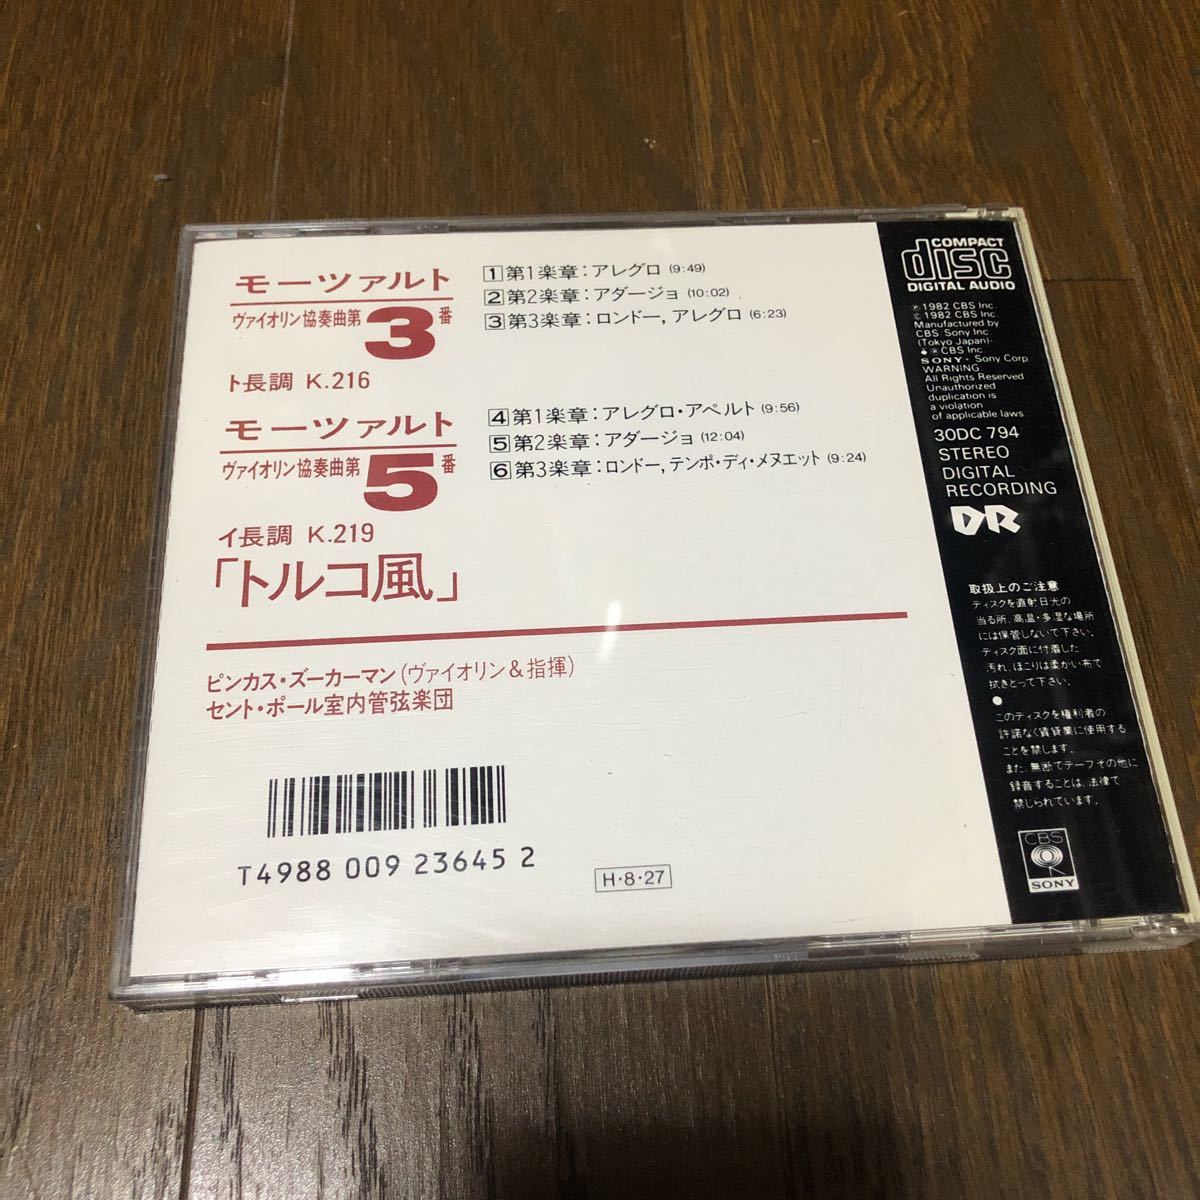 モーツァルト
ヴァイオリン協奏曲第3番
ト長調 K.216
1 第1楽章：アレグロ (9:49)
2 第2楽章：アダージョ (10:02)
3 第3楽章：ロンドー, アレグロ (6:23)
モーツァルト
ヴァイオリン協奏曲第5番
イ長調 K.219
「トルコ風」
4 第1楽章：アレグロ・アペルト (9:56)
5 第2楽章：アダージョ (12:04)
6 第3楽章：ロンドー, テンポ・ディ・メヌエット (9:24)
ピンカス・ズーカーマン(ヴァイオリン&指揮)
セント・ポール室内管弦楽団
T4988 009 23645 2
H・8・27
COMPACT
disc
DIGITAL AUDIO
℗ 1982 CBS Inc.
© 1982 CBS Inc.
Manufactured by
CBS Sony Inc.
(Tokyo Japan)
CBS Inc
SONY・ Sony Corp
WARNING
All Rights Reserved
Unauthorized
duplication is
a violation
of applicable laws
30DC 794
STEREO
DIGITAL
RECORDING
DR
取扱上のご注意
ディスクを直射日光の
当る所、高温・多湿な場所
には保管しないで下さい。
ディスク面に付着した
汚れ、ほこりは柔かい布で
拭きとって下さい。
●
このディスクを権利者の
許諾なく賃貸業に使用する
ことを禁じます。
また、無断でテープその他に
録音することは、法律で
禁じられています。
CBS
SONY